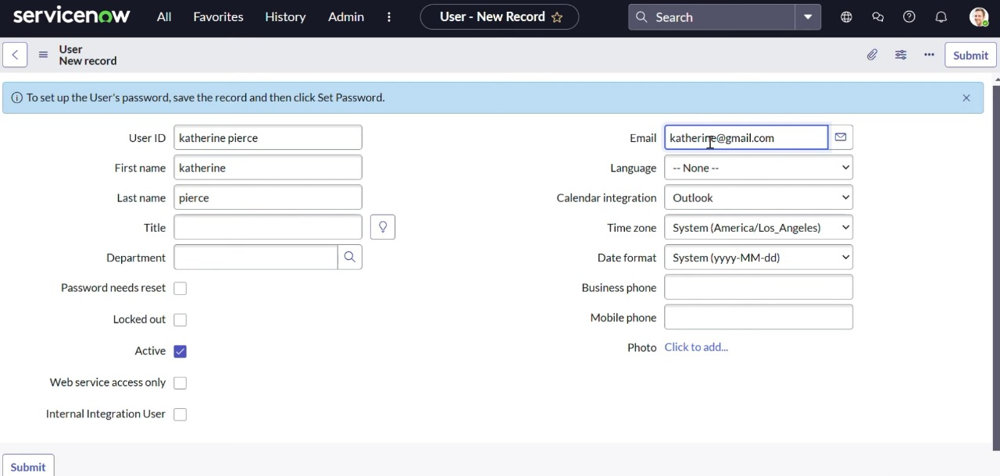 servicenow All Favorites History Admin User - New Record Search
User
New record
Submit
To set up the User's password, save the record and then click Set Password.
User ID katherine pierce
First name katherine
Last name pierce
Title
Department
Password needs reset
Locked out
Active
Web service access only
Internal Integration User
Email katherine@gmail.com
Language -- None --
Calendar integration Outlook
Time zone System (America/Los_Angeles)
Date format System (yyyy-MM-dd)
Business phone
Mobile phone
Photo Click to add...
Submit